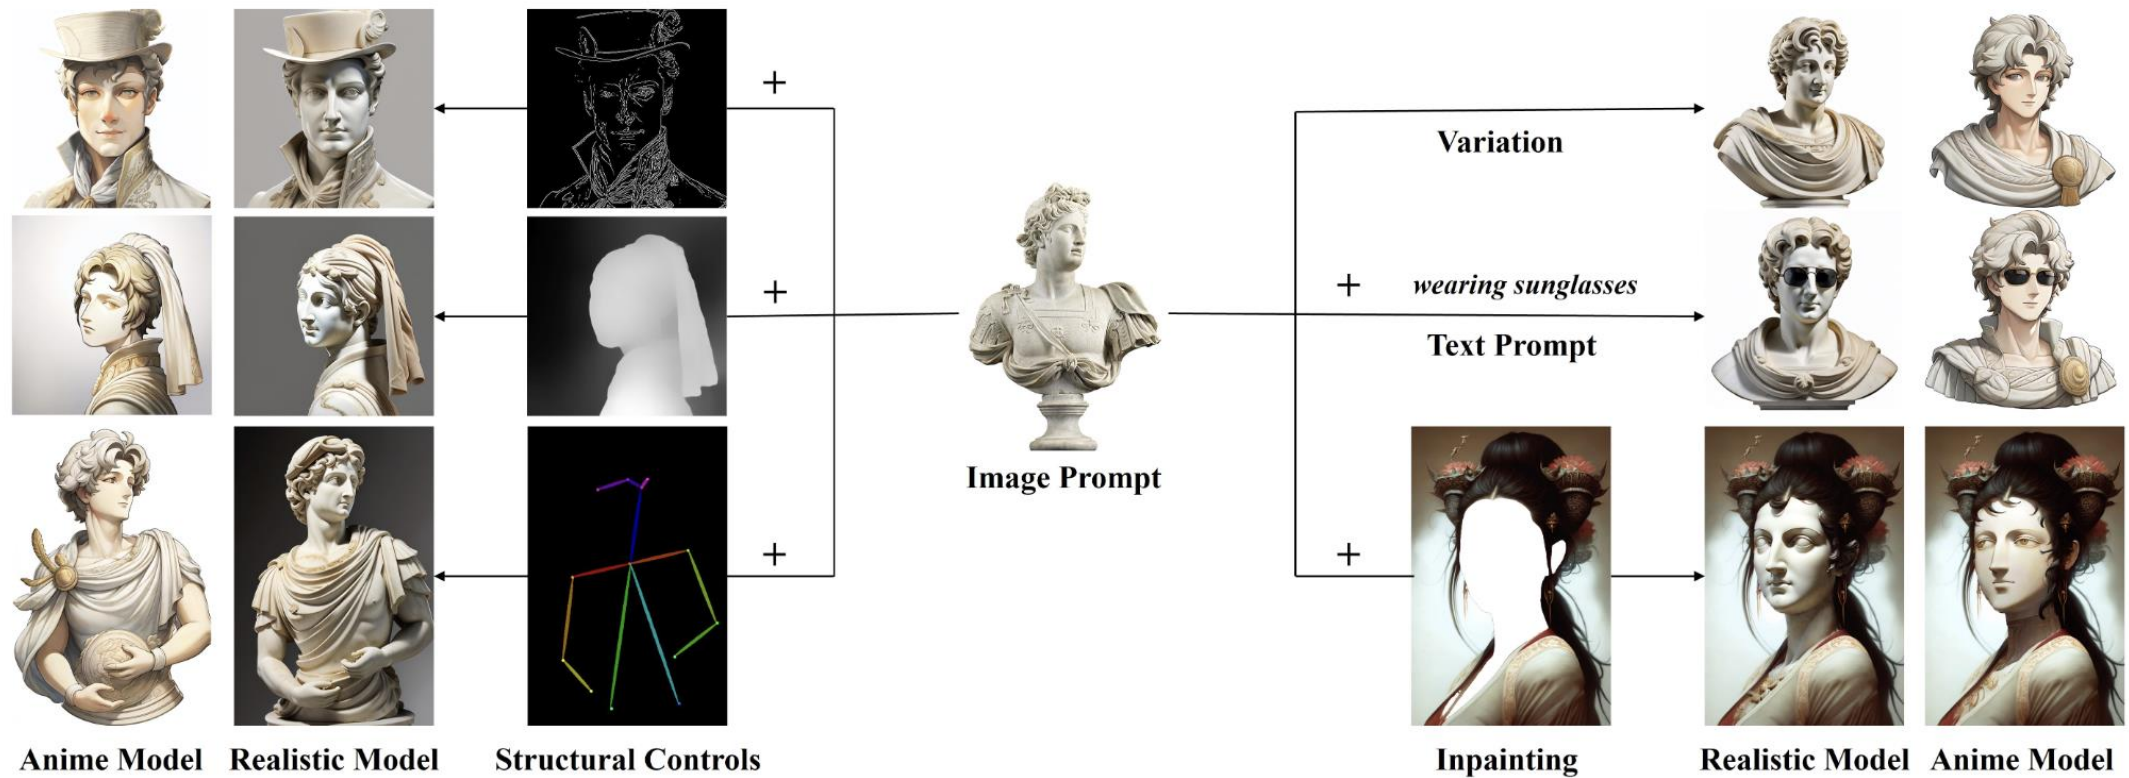 +
Variation
+
+ wearing sunglasses
Text Prompt
Image Prompt
+
+
Anime Model
Realistic Model
Structural Controls
Inpainting
Realistic Model
Anime Model